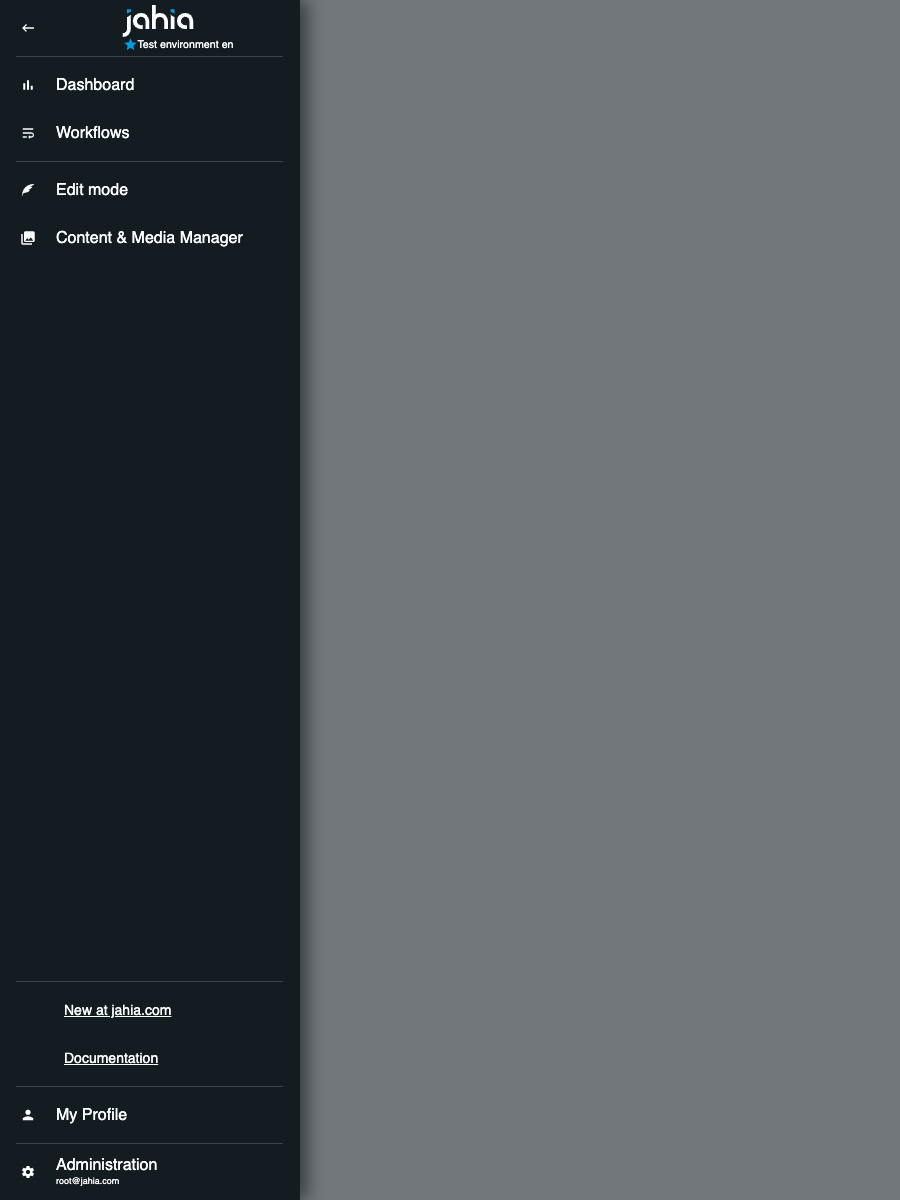 jahia
Test environment en
Dashboard
Workflows
Edit mode
Content & Media Manager
New at jahia.com
Documentation
My Profile
Administration
root@jahia.com